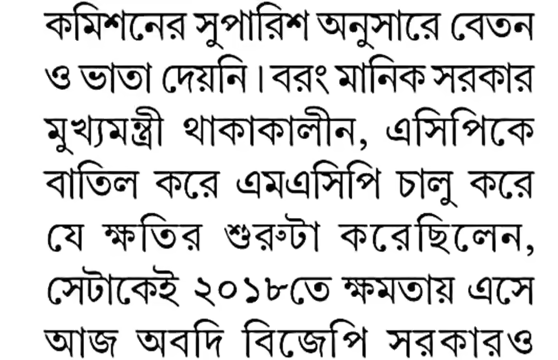 কমিশনের সুপারিশ অনুসারে বেতন
ও ভাতা দেয়নি। বরং মানিক সরকার
মুখ্যমন্ত্রী থাকাকালীন, এসিপিকে
বাতিল করে এমএসিপি চালু করে
যে ক্ষতির শুরুটা করেছিলেন,
সেটাকেই ২০১৮তে ক্ষমতায় এসে
আজ অবদি বিজেপি সরকারও